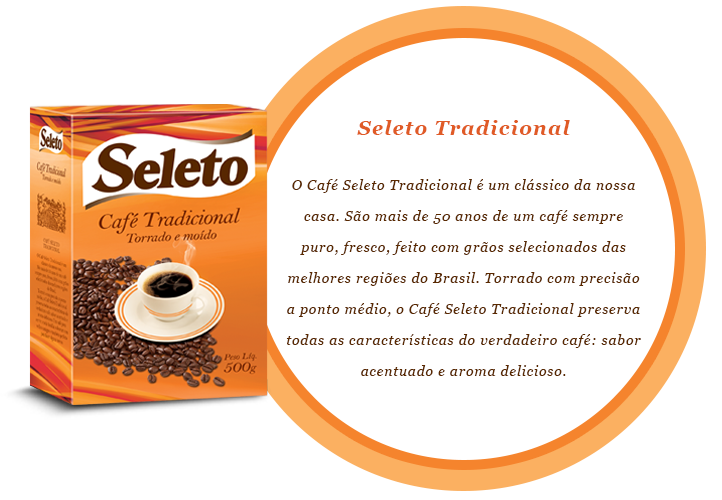 Seleto Tradicional
O Café Seleto Tradicional é um clássico da nossa
casa. São mais de 50 anos de um café sempre
puro, fresco, feito com grãos selecionados das
melhores regiões do Brasil. Torrado com precisão
a ponto médio, o Café Seleto Tradicional preserva
todas as características do verdadeiro café: sabor
acentuado e aroma delicioso.
Seleto
Café Tradicional
Torrado e moído
Peso Líq.
500g
Seleto
Café Tradicional
Torrado e moído